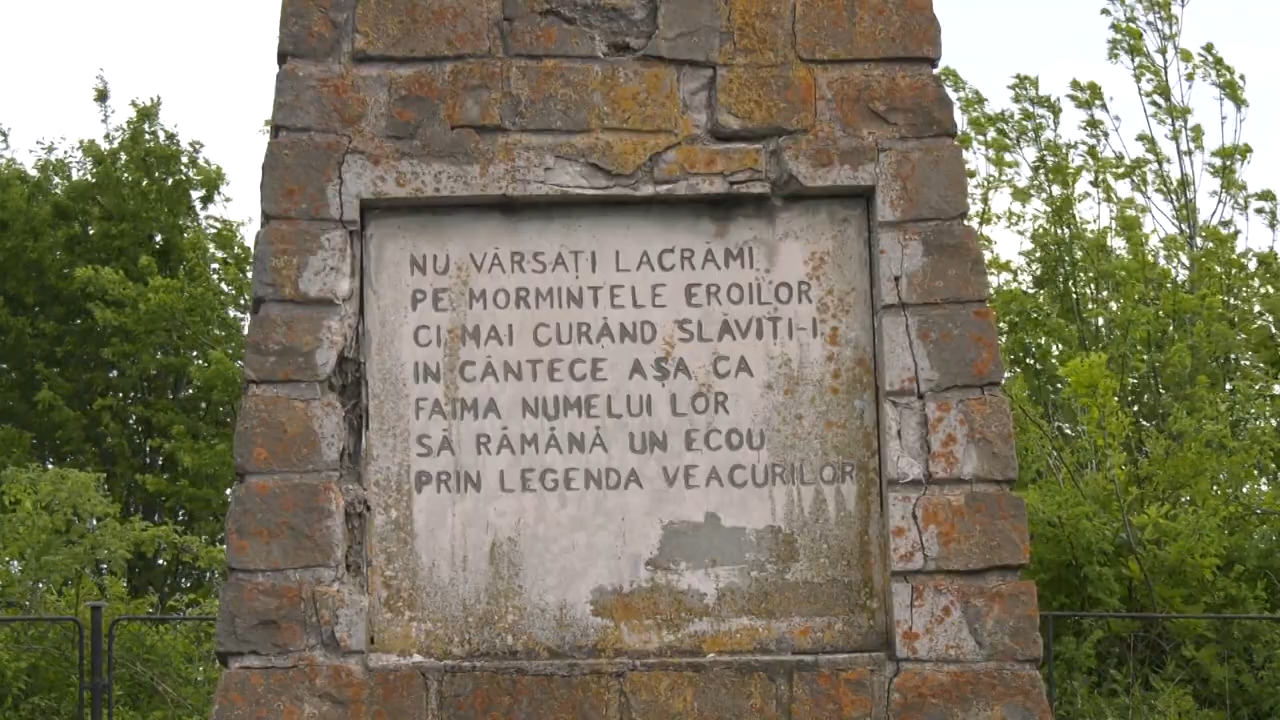 NU VĂRSAȚI LACRĂMI
PE MORMINTELE EROILOR
CI MAI CURÂND SLĂVIȚI-I
IN CÂNTECE AȘA CA
FAIMA NUMELUI LOR
SĂ RĂMÂNĂ UN ECOU
PRIN LEGENDA VEACURILOR